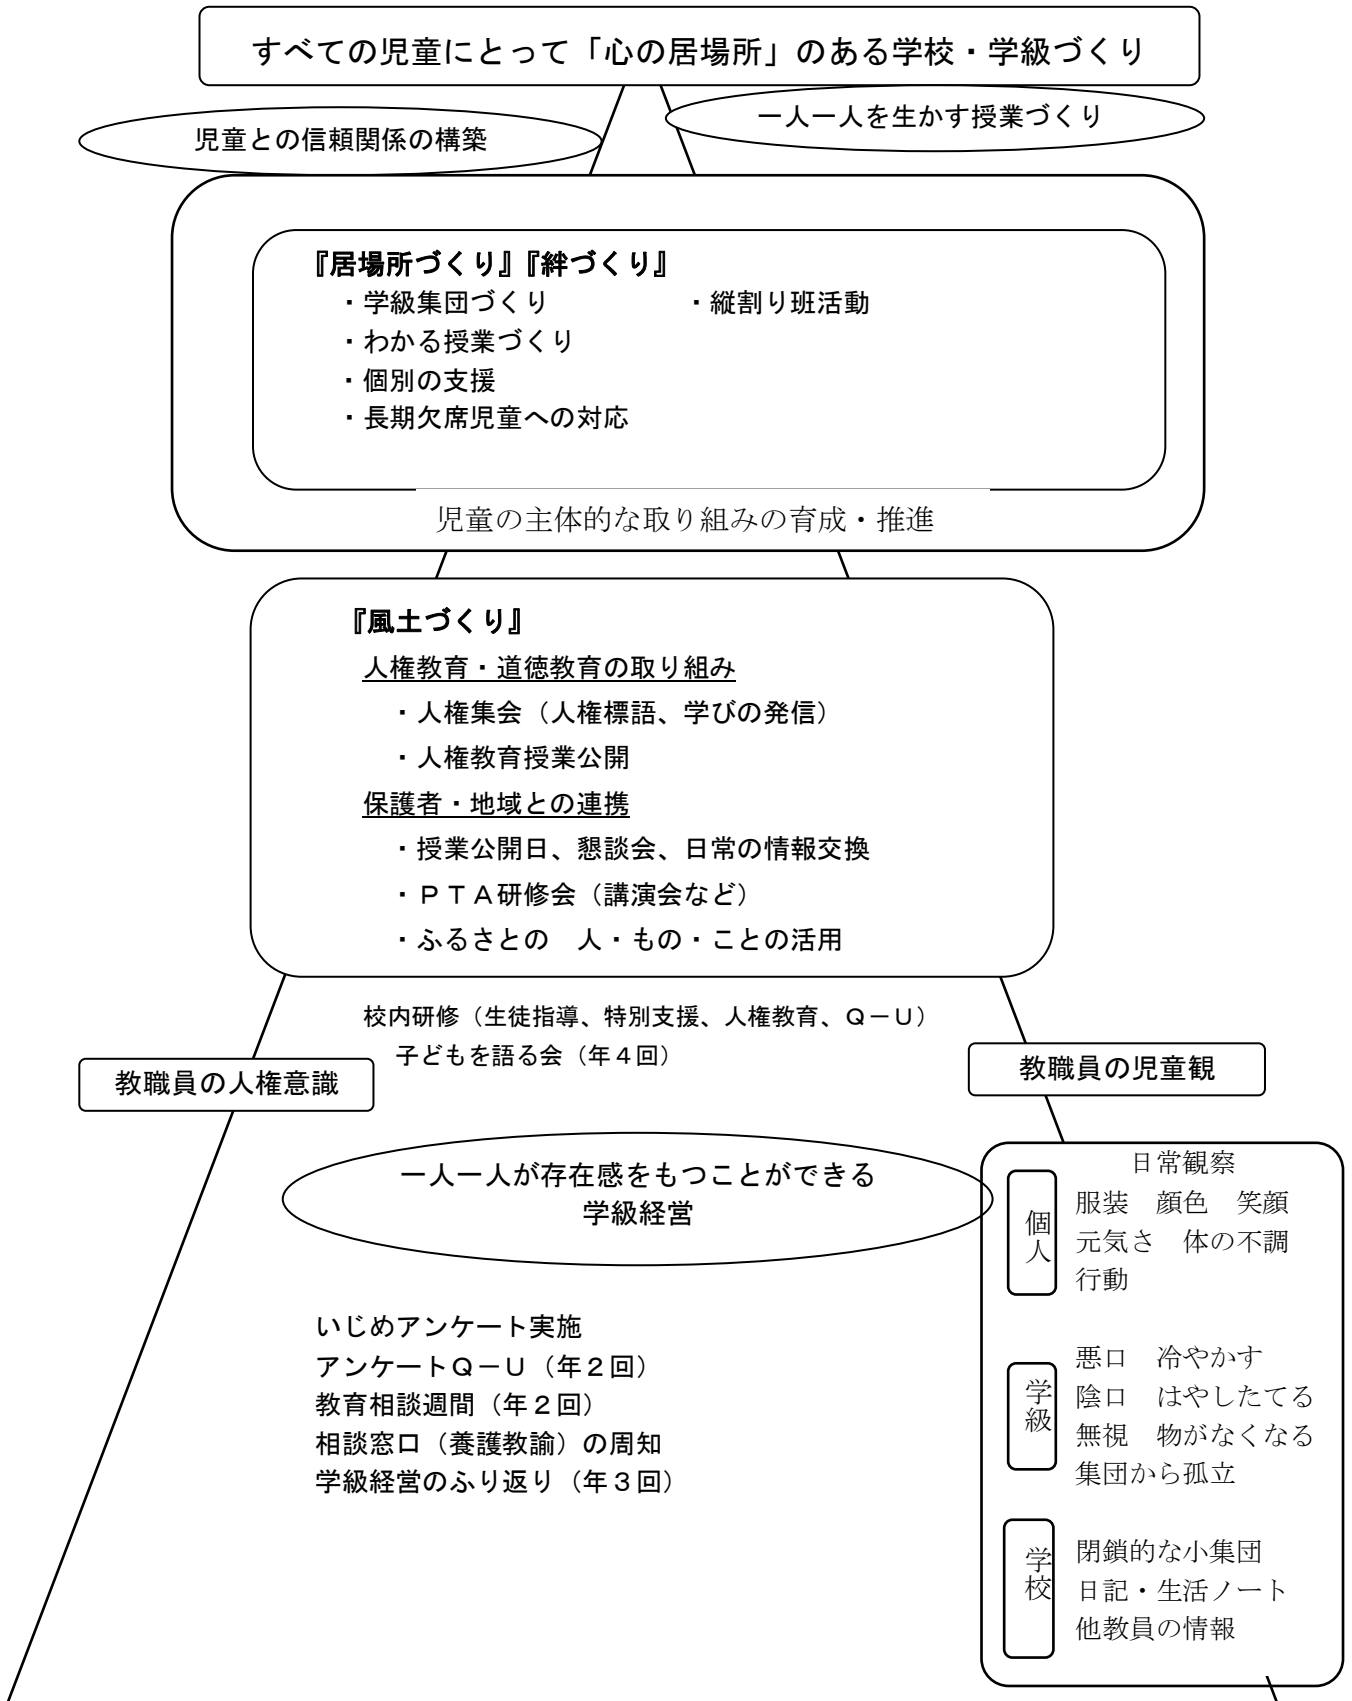 すべての児童にとって「心の居場所」のある学校・学級づくり
児童との信頼関係の構築
一人一人を生かす授業づくり
『居場所づくり』『絆づくり』
・学級集団づくり　　　　　・縦割り班活動
・わかる授業づくり
・個別の支援
・長期欠席児童への対応
児童の主体的な取り組みの育成・推進
『風土づくり』
人権教育・道徳教育の取り組み
・人権集会（人権標語、学びの発信）
・人権教育授業公開
保護者・地域との連携
・授業公開日、懇談会、日常の情報交換
・ＰＴＡ研修会（講演会など）
・ふるさとの　人・もの・ことの活用
校内研修（生徒指導、特別支援、人権教育、Ｑ－Ｕ）
子どもを語る会（年４回）
教職員の人権意識
教職員の児童観
一人一人が存在感をもつことができる
学級経営
いじめアンケート実施
アンケートＱ－Ｕ（年２回）
教育相談週間（年２回）
相談窓口（養護教諭）の周知
学級経営のふり返り（年３回）
日常観察
個人
服装　顔色　笑顔
元気さ　体の不調
行動
学級
悪口　冷やかす
陰口　はやしたてる
無視　物がなくなる
集団から孤立
学校
閉鎖的な小集団
日記・生活ノート
他教員の情報